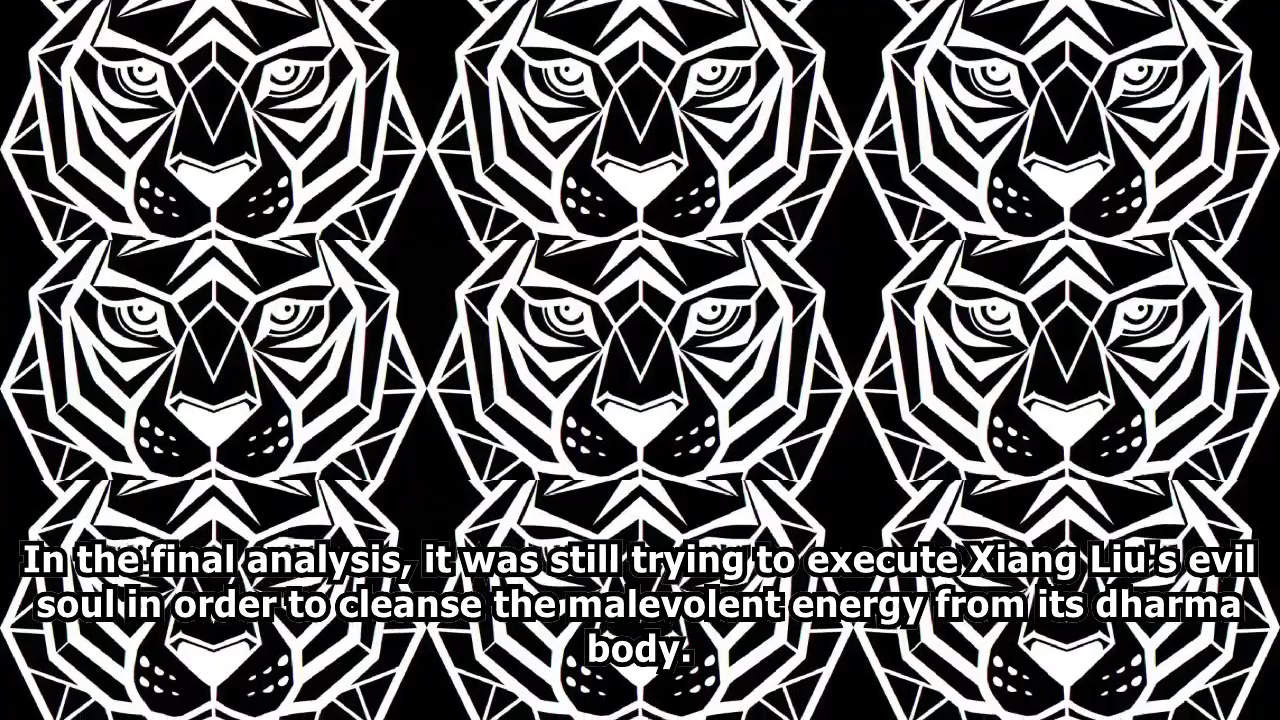 In the final analysis, it was still trying to execute Xiang Liu's evil
soul in order to cleanse the malevolent energy from its dharma
body.